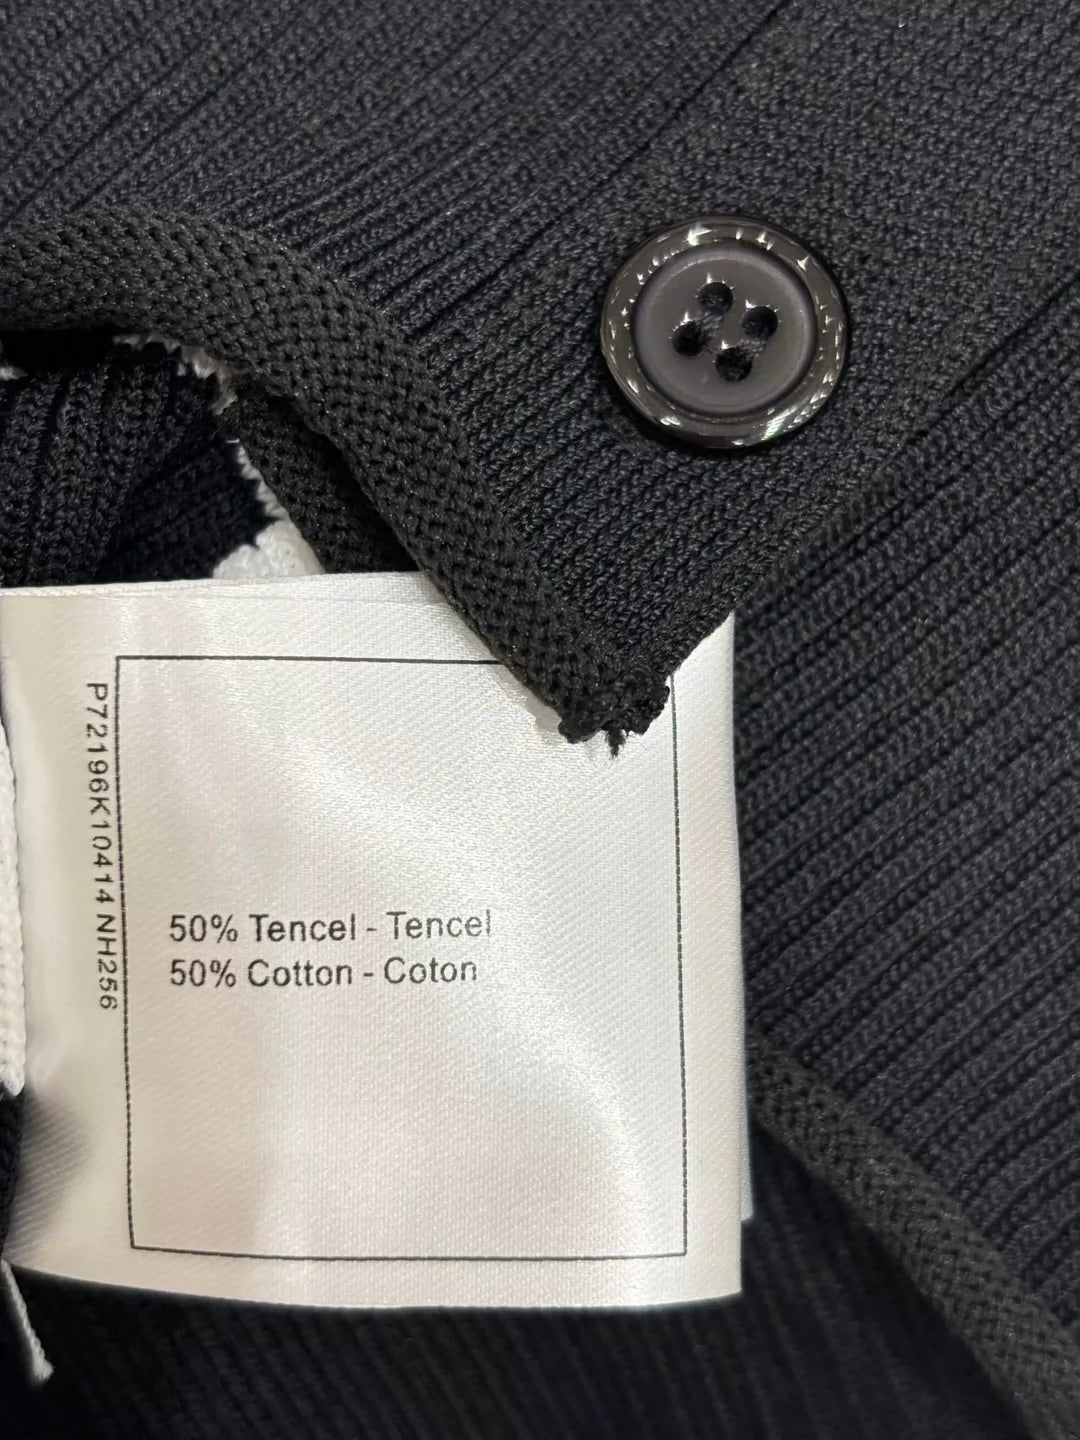 P72196K10414 NH256
50% Tencel - Tencel
50% Cotton - Coton